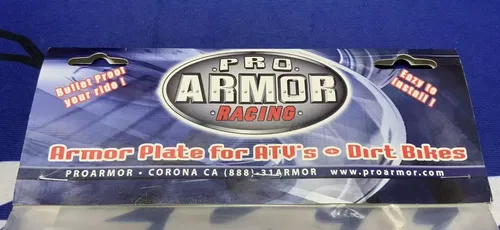 Bullet Proof
your ride!
PRO
ARMOR
RACING
Eazy to
install!
Armor Plate for ATV's • Dirt Bikes
PROARMOR • CORONA CA (888)-31ARMOR www.proarmor.com